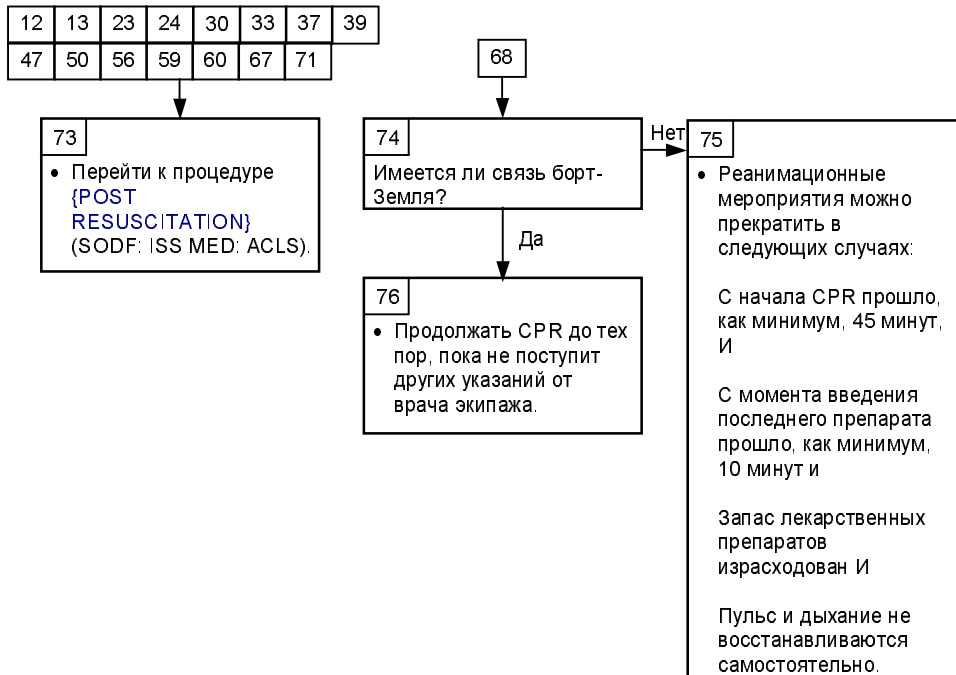 12 13 23 24 30 33 37 39
47 50 56 59 60 67 71
73
• Перейти к процедуре
{POST
RESUSCITATION}
(SODF: ISS MED: ACLS).
68
74
Имеется ли связь борт-
Земля?
Нет
Да
76
• Продолжать CPR до тех
пор, пока не поступит
других указаний от
врача экипажа.
75
• Реанимационные
мероприятия можно
прекратить в
следующих случаях:
С начала CPR прошло,
как минимум, 45 минут,
И
С момента введения
последнего препарата
прошло, как минимум,
10 минут и
Запас лекарственных
препаратов
израсходован И
Пульс и дыхание не
восстанавливаются
самостоятельно.